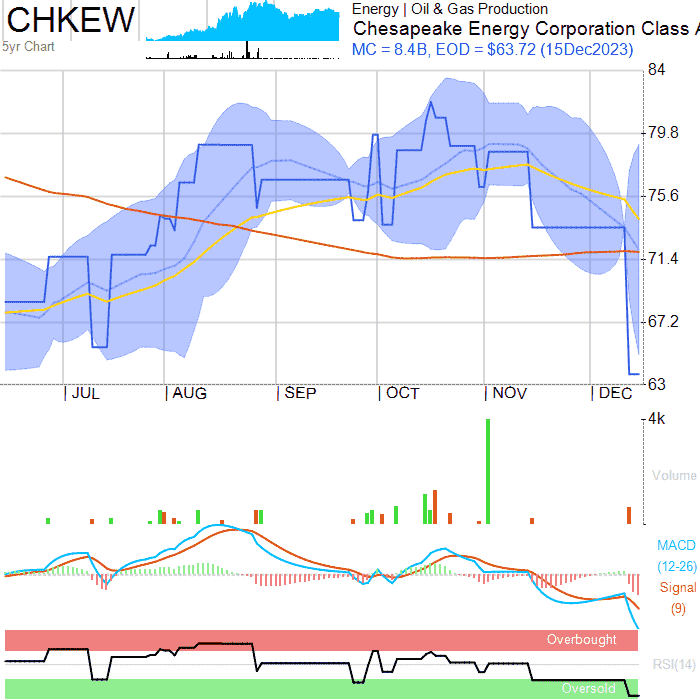 CHKEW
5yr Chart
Energy | Oil & Gas Production
Chesapeake Energy Corporation Class A
MC = 8.4B, EOD = $63.72 (15Dec2023)
84
79.8
75.6
71.4
67.2
63
| JUL | AUG | SEP | OCT | NOV | DEC
4k
Volume
MACD
(12-26)
Signal
(9)
Overbought
RSI(14)
Oversold